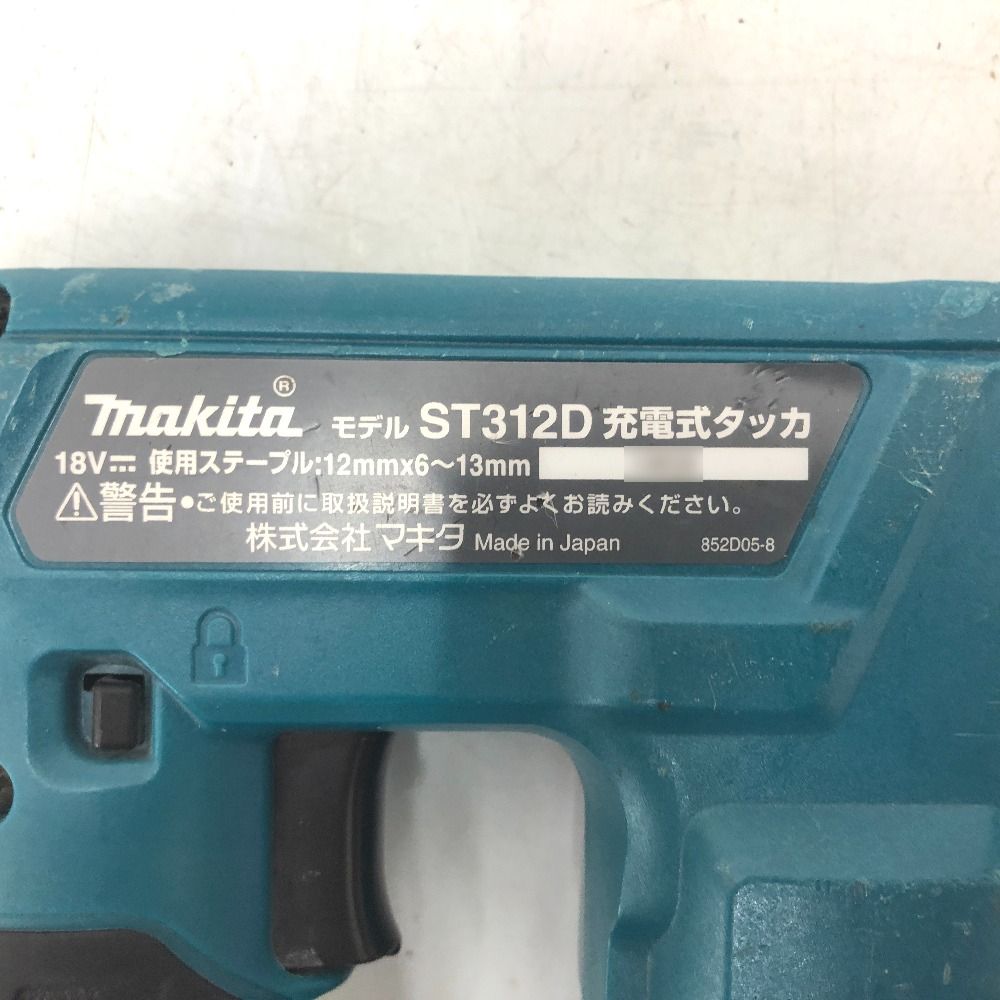 makita® モデル ST312D 充電式タッカ
18V⎓ 使用ステープル:12mmx6～13mm
⚠警告•ご使用前に取扱説明書を必ずよくお読みください。
株式会社マキタ Made in Japan 852D05-8